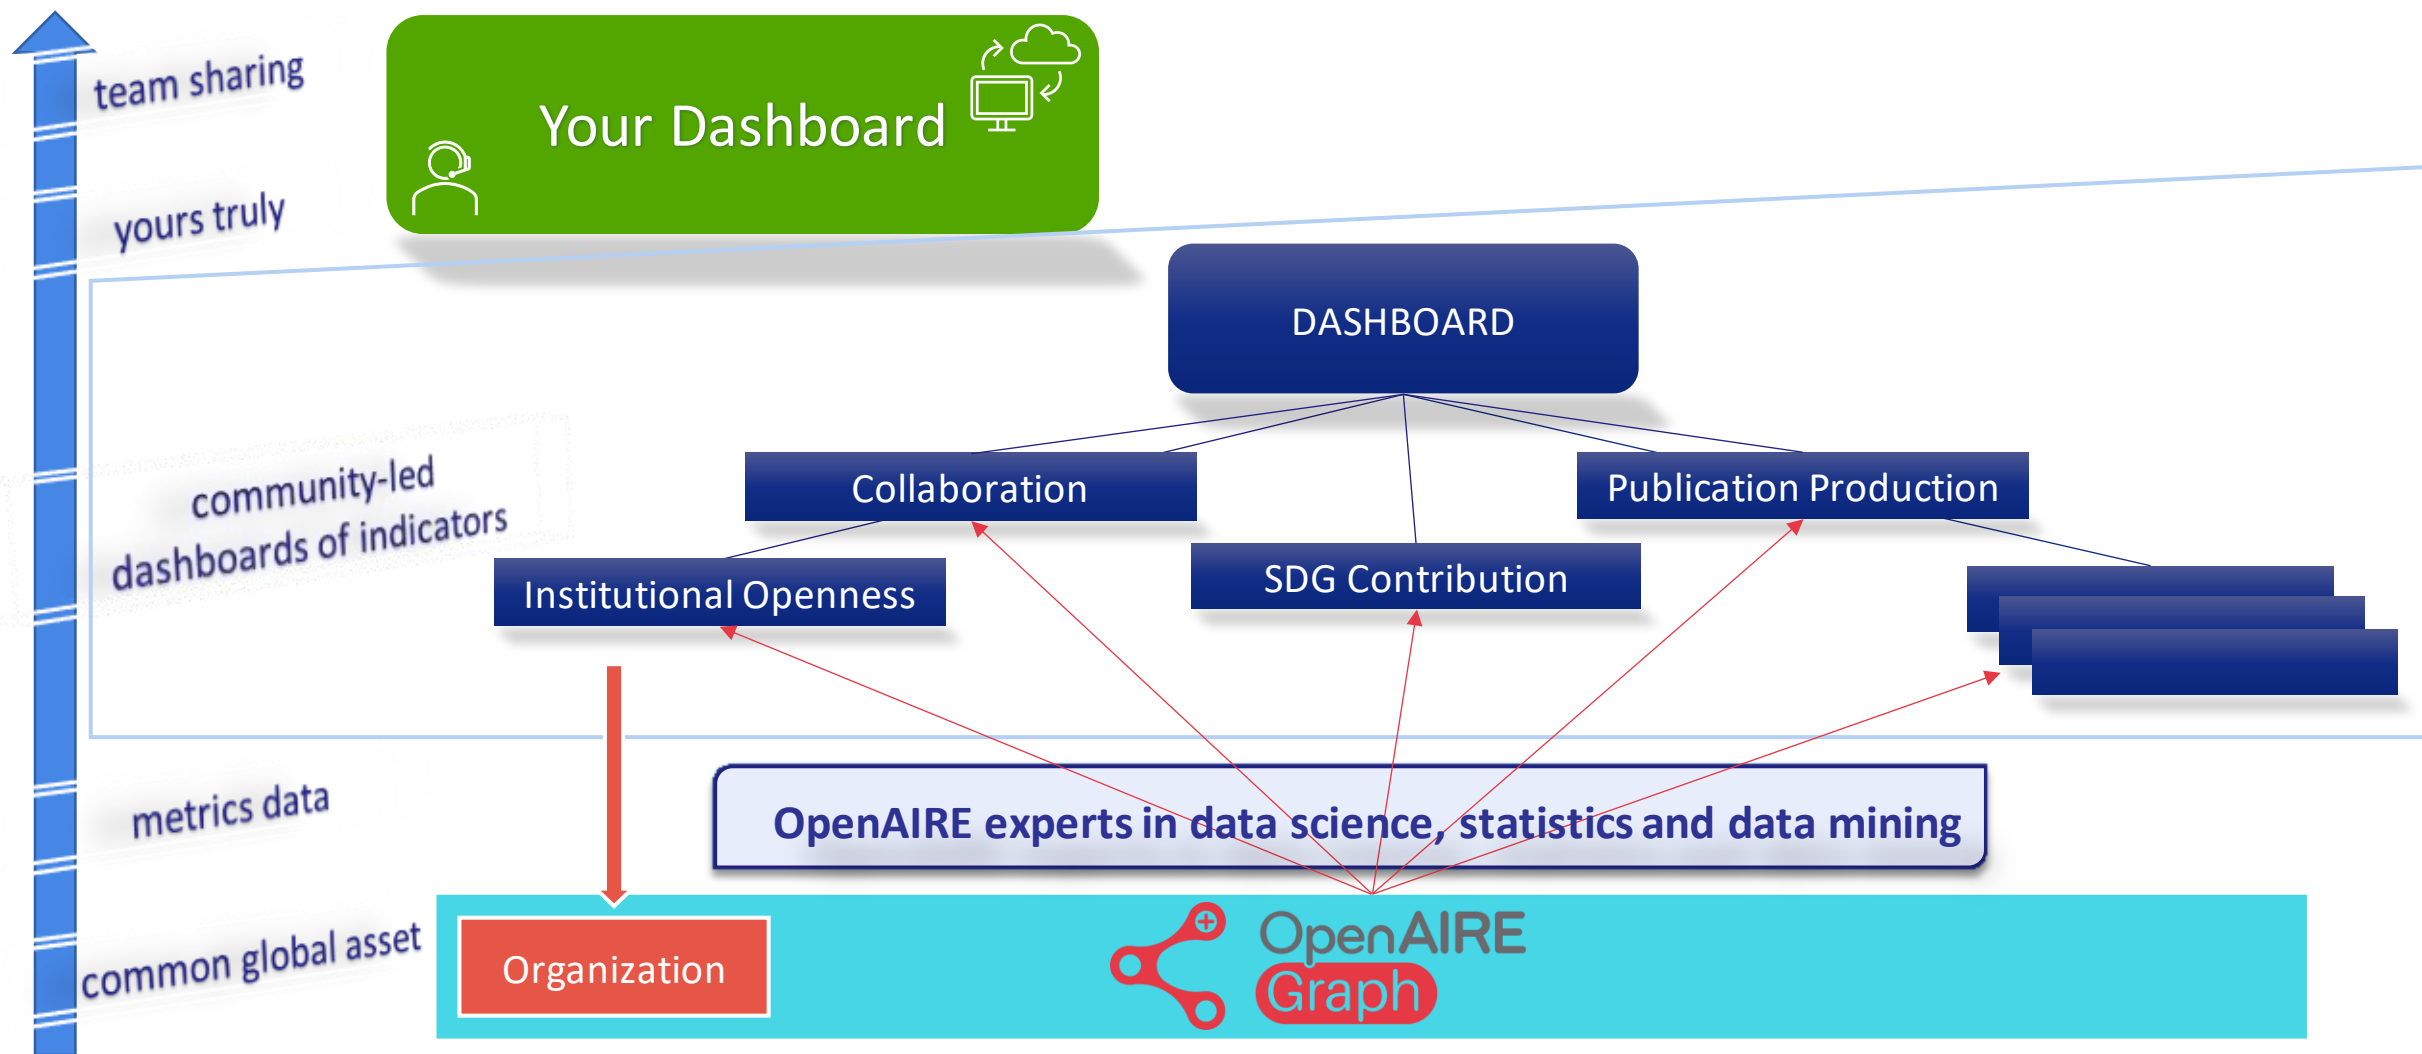 team sharing
Your Dashboard
yours truly
DASHBOARD
community-led
dashboards of indicators
Collaboration
Publication Production
Institutional Openness
SDG Contribution
metrics data
OpenAIRE experts in data science, statistics and data mining
common global asset
Organization
OpenAIRE
Graph